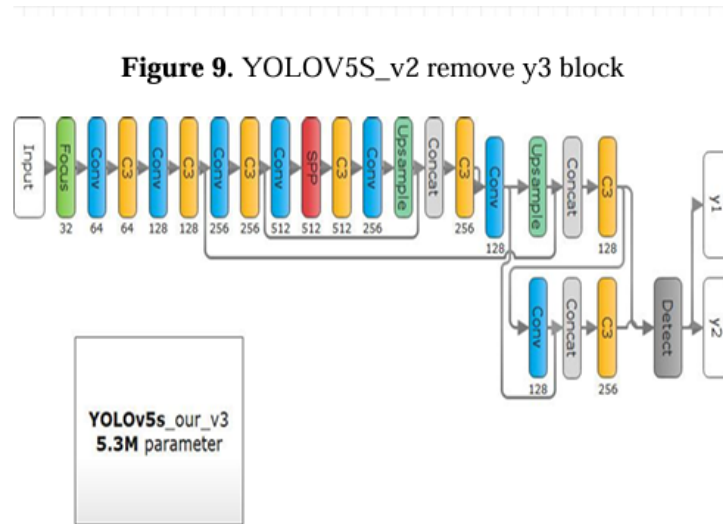 Figure 9. YOLOV5S_v2 remove y3 block
Input
Focus
Conv
C3
Conv
C3
Conv
C3
Conv
SPP
C3
Conv
Upsample
Concat
C3
Conv
Upsample
Concat
C3
y1
32
64
64
128
128
256
256
512
512
512
256
256
128
128
Conv
Concat
C3
Detect
y2
128
256
YOLOv5s_our_v3
5.3M parameter